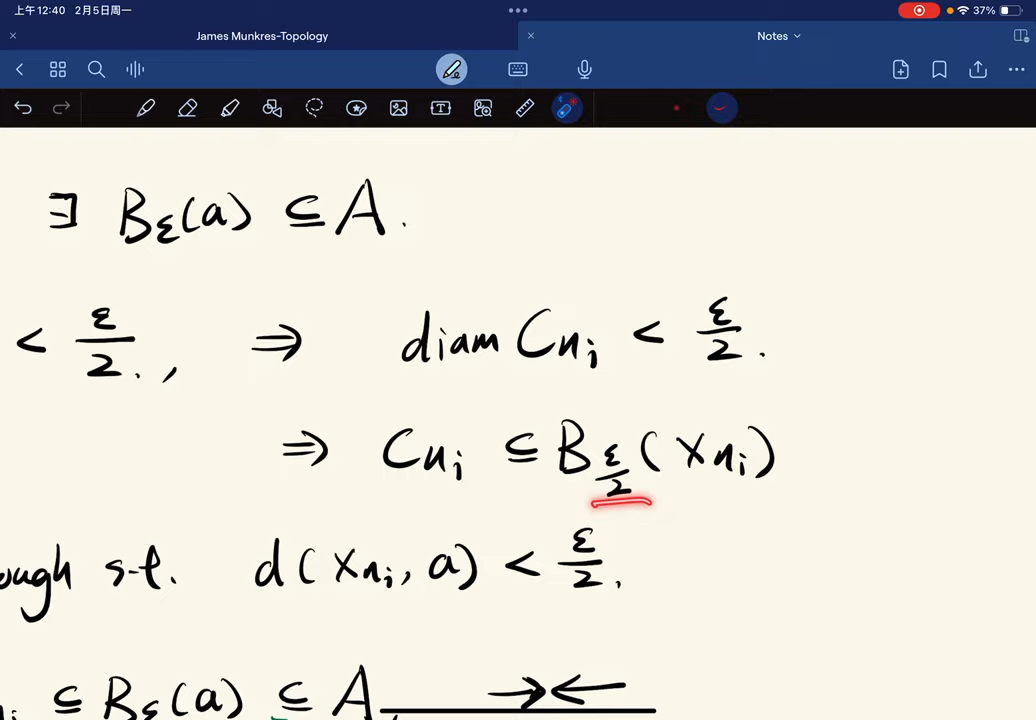 上午12:40 2月5日周一 37%
James Munkres-Topology Notes
∃ B_ε(a) ⊆ A.
< ε/2., ⇒ diam C_{n_i} < ε/2.
⇒ C_{n_i} ⊆ B_{ε/2}(x_{n_i})
ough s.t. d(x_{n_i}, a) < ε/2.
⊆ B_ε(a) ⊆ A. →←